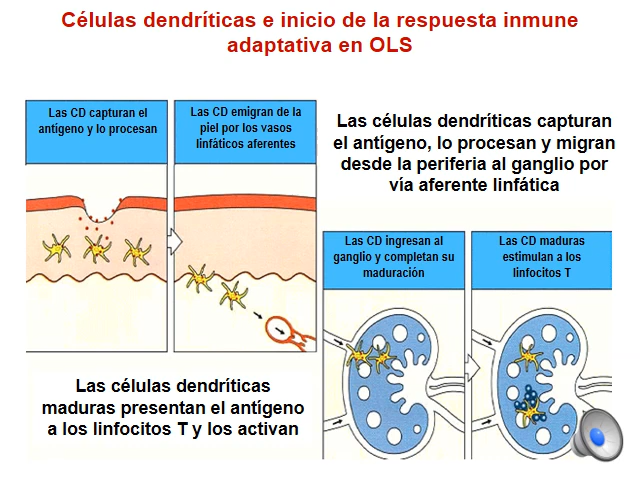 Células dendríticas e inicio de la respuesta inmune
adaptativa en OLS
Las CD capturan el
antígeno y lo procesan
Las CD emigran de la
piel por los vasos
linfáticos aferentes
Las células dendríticas capturan
el antígeno, lo procesan y migran
desde la periferia al ganglio por
vía aferente linfática
Las CD ingresan al
ganglio y completan su
maduración
Las CD maduras
estimulan a los
linfocitos T
Las células dendríticas
maduras presentan el antígeno
a los linfocitos T y los activan